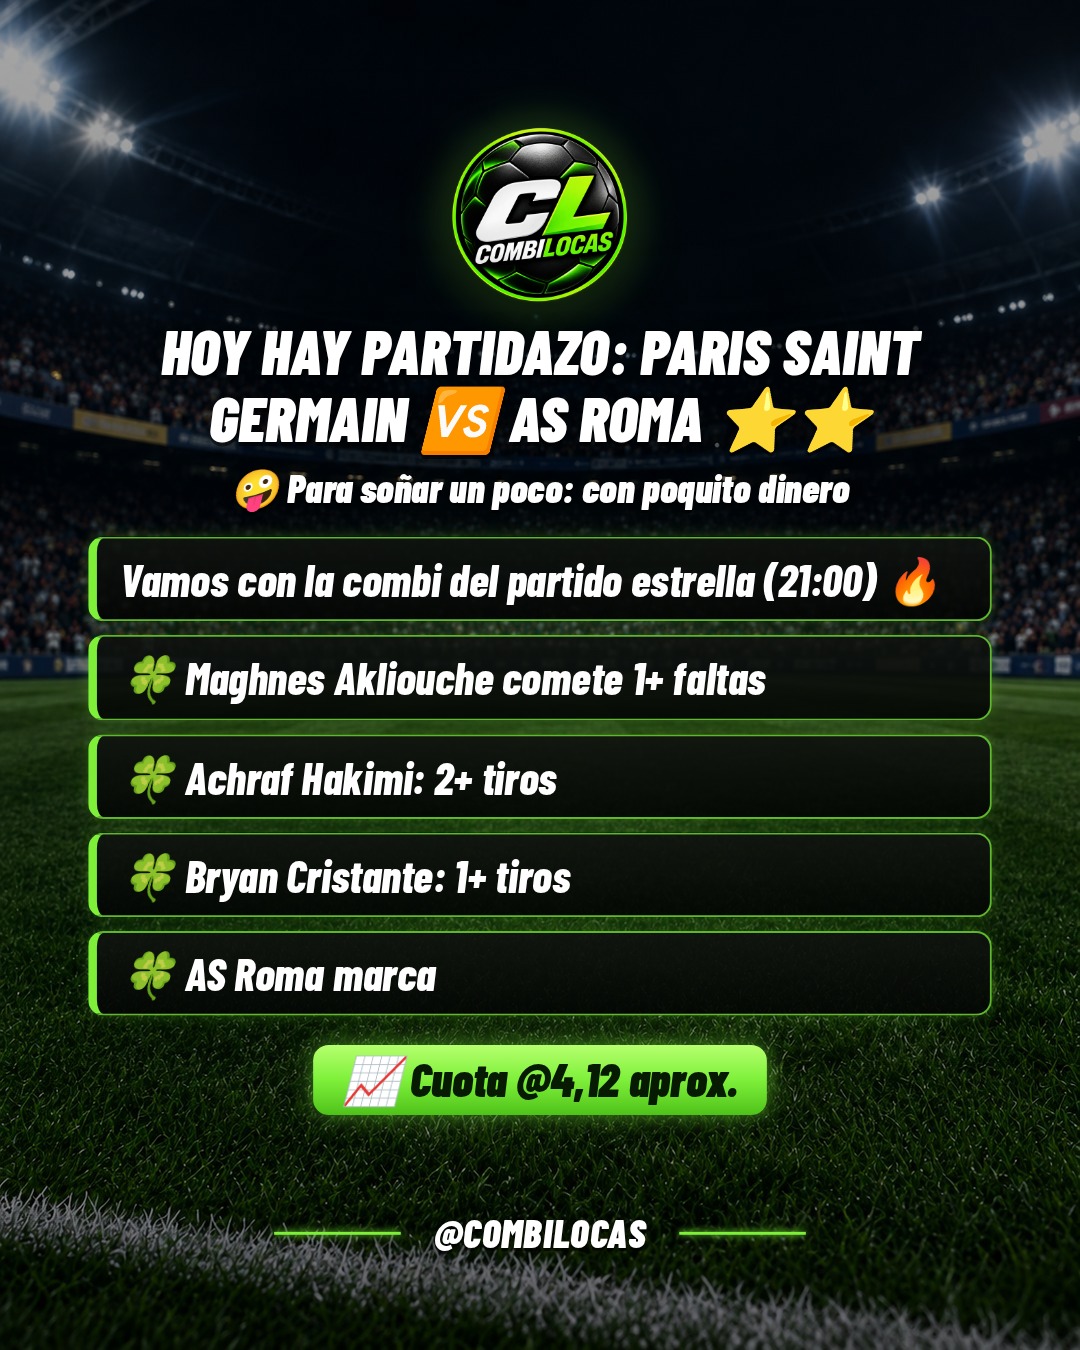 CL
COMBILOCAS
HOY HAY PARTIDAZO: PARIS SAINT
GERMAIN 🆚 AS ROMA ⭐⭐
🤪 Para soñar un poco: con poquito dinero
Vamos con la combi del partido estrella (21:00) 🔥
🍀 Maghnes Akliouche comete 1+ faltas
🍀 Achraf Hakimi: 2+ tiros
🍀 Bryan Cristante: 1+ tiros
🍀 AS Roma marca
📈 Cuota @4,12 aprox.
@COMBILOCAS